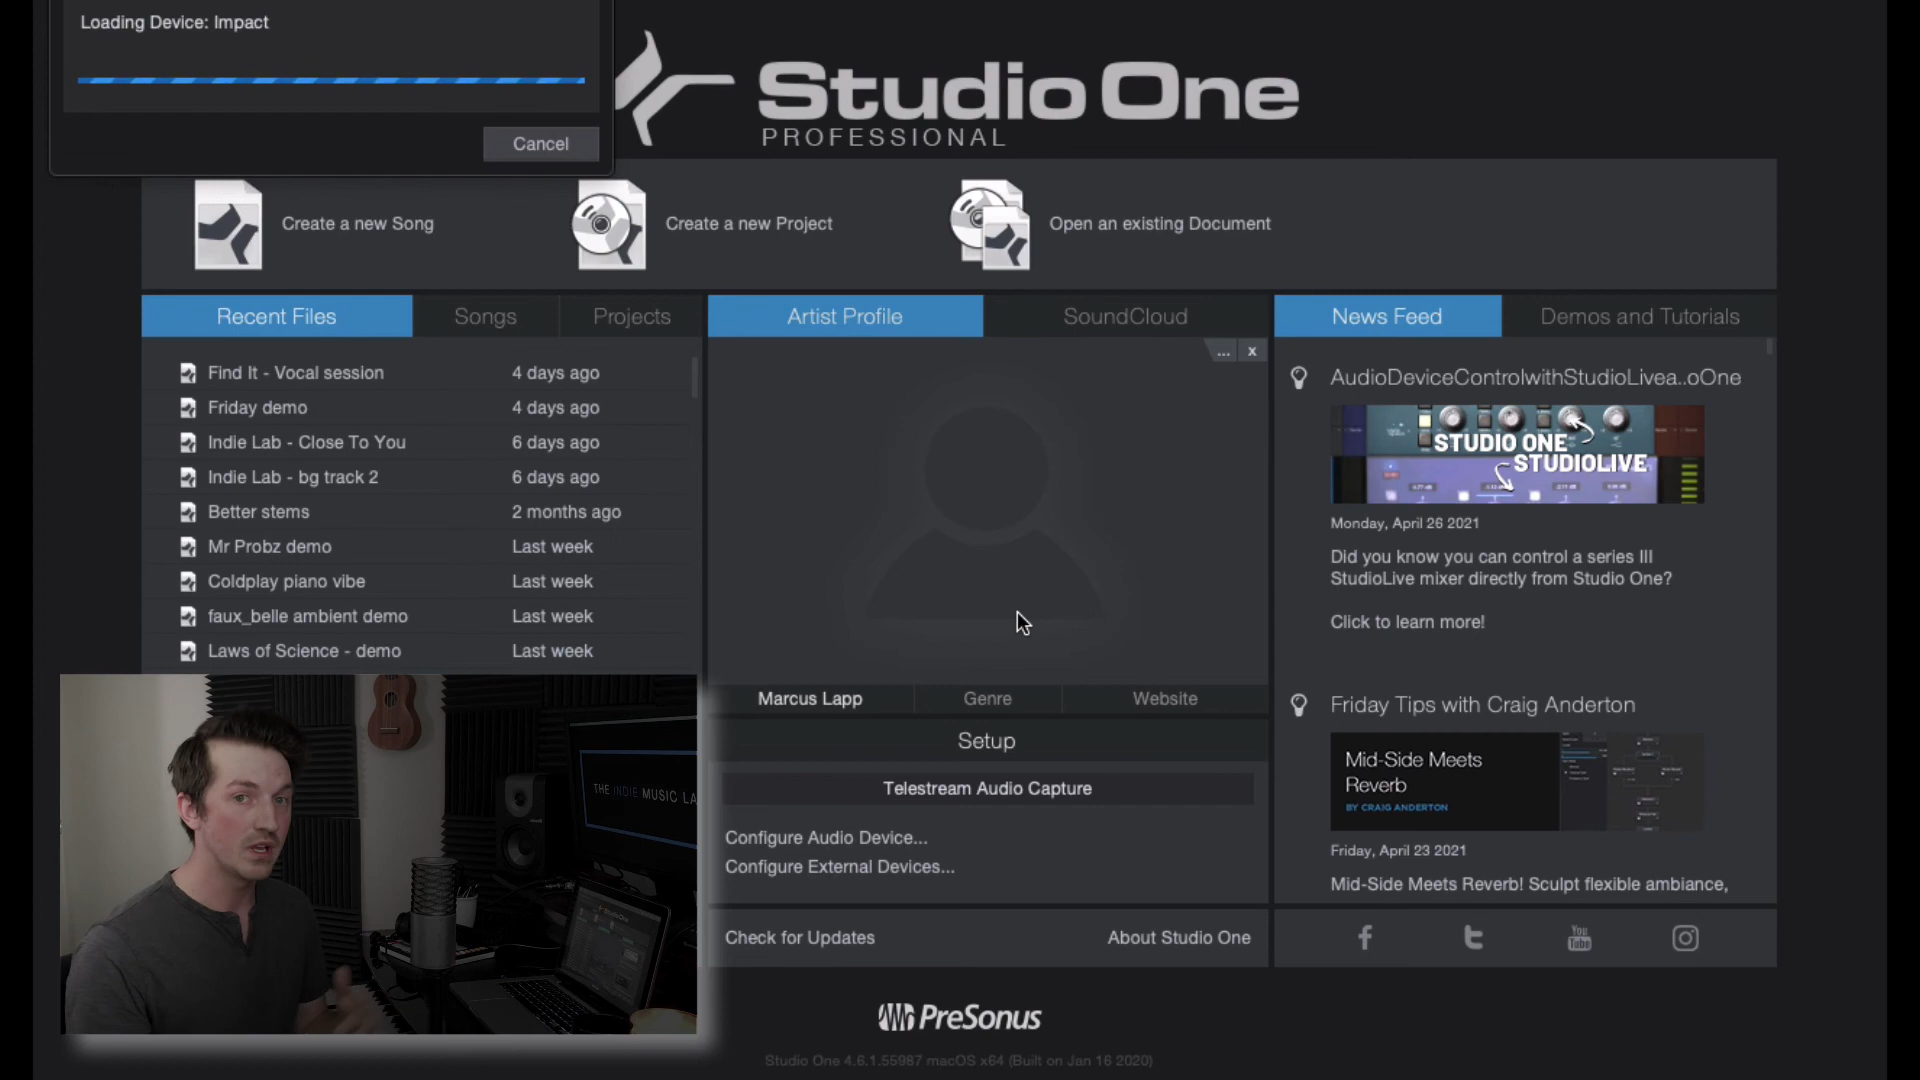 Loading Device: Impact
Cancel
Studio One
PROFESSIONAL
Create a new Song
Create a new Project
Open an existing Document
Recent Files
Songs
Projects
Artist Profile
SoundCloud
News Feed
Demos and Tutorials
Find It - Vocal session 4 days ago
Friday demo 4 days ago
Indie Lab - Close To You 6 days ago
Indie Lab - bg track 2 6 days ago
Better stems 2 months ago
Mr Probz demo Last week
Coldplay piano vibe Last week
faux_belle ambient demo Last week
Laws of Science - demo Last week
... x
Marcus Lapp
Genre
Website
Setup
Telestream Audio Capture
Configure Audio Device...
Configure External Devices...
Check for Updates
About Studio One
AudioDeviceControlwithStudioLivea..oOne
STUDIO ONE
STUDIOLIVE
Monday, April 26 2021
Did you know you can control a series III
StudioLive mixer directly from Studio One?
Click to learn more!
Friday Tips with Craig Anderton
Mid-Side Meets
Reverb
BY CRAIG ANDERTON
Friday, April 23 2021
Mid-Side Meets Reverb! Sculpt flexible ambiance,
You
Tube
THE INDIE MUSIC LA
PreSonus
Studio One 4.6.1.55987 macOS x64 (Built on Jan 16 2020)